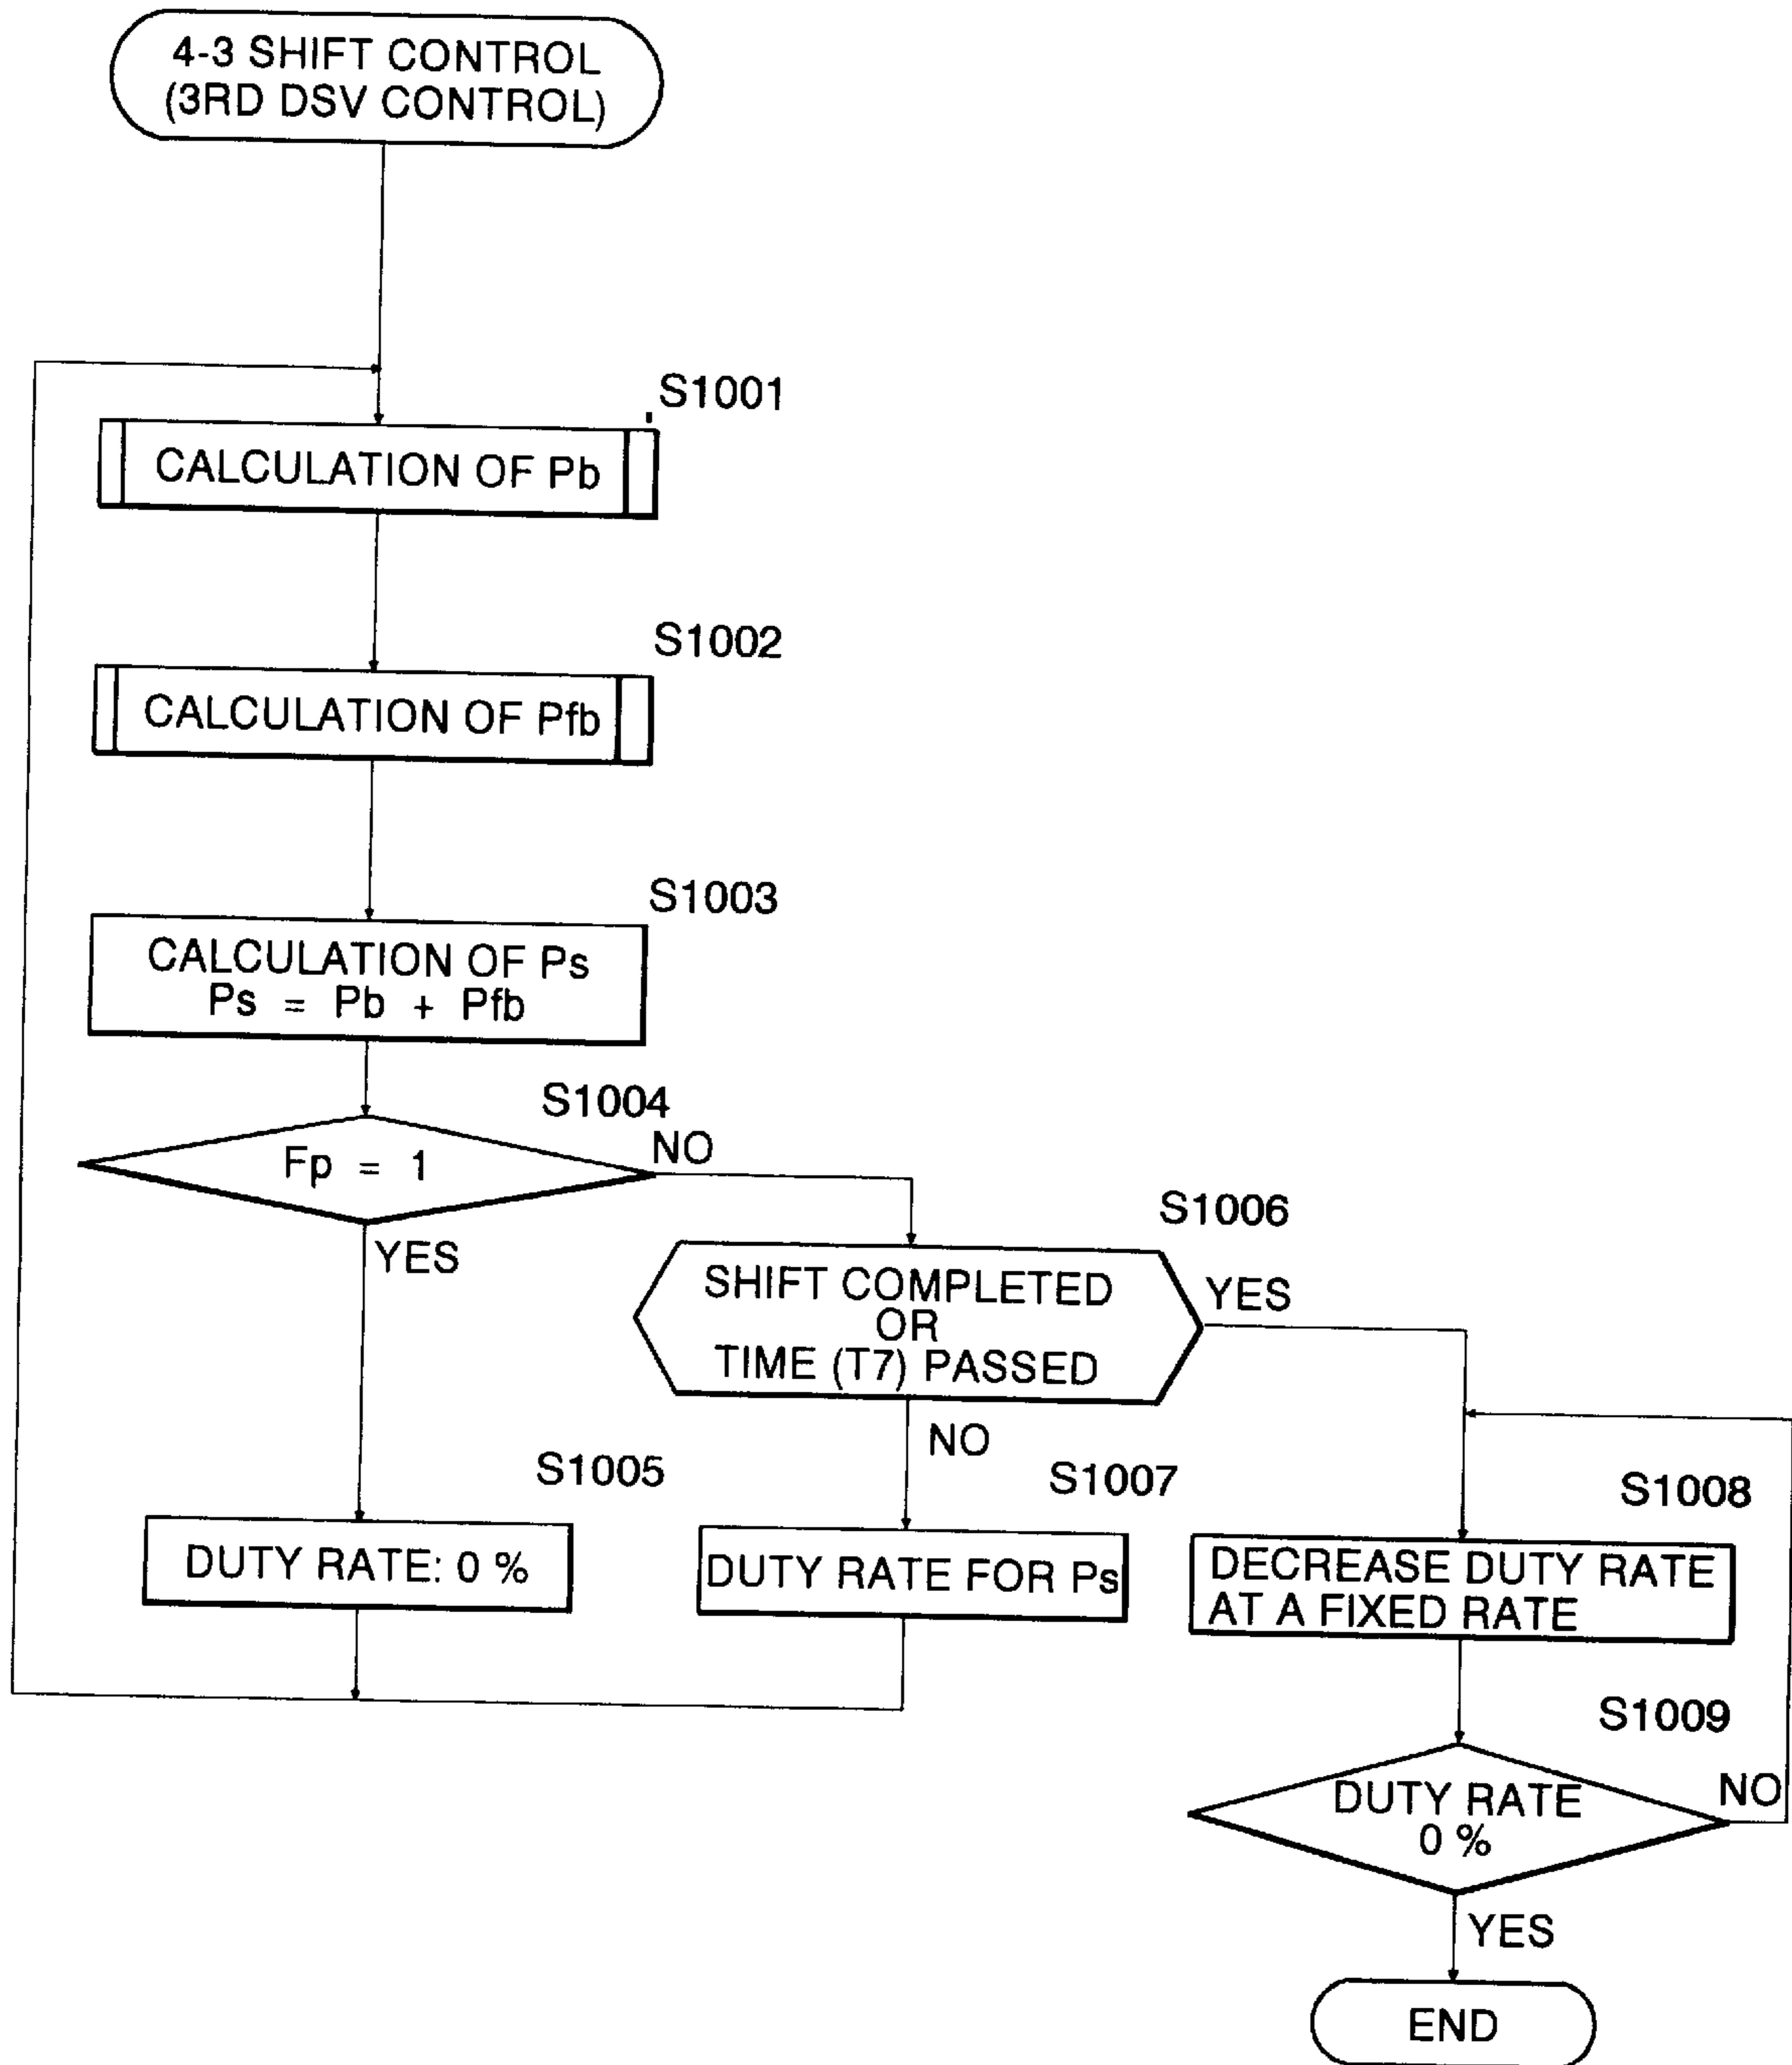 4-3 SHIFT CONTROL
(3RD DSV CONTROL)
S1001
CALCULATION OF Pb
S1002
CALCULATION OF Pfb
S1003
CALCULATION OF Ps
Ps = Pb + Pfb
S1004
Fp = 1
NO
YES
S1006
SHIFT COMPLETED
OR
TIME (T7) PASSED
YES
NO
S1005
DUTY RATE: 0 %
S1007
DUTY RATE FOR Ps
S1008
DECREASE DUTY RATE
AT A FIXED RATE
S1009
DUTY RATE
0 %
NO
YES
END